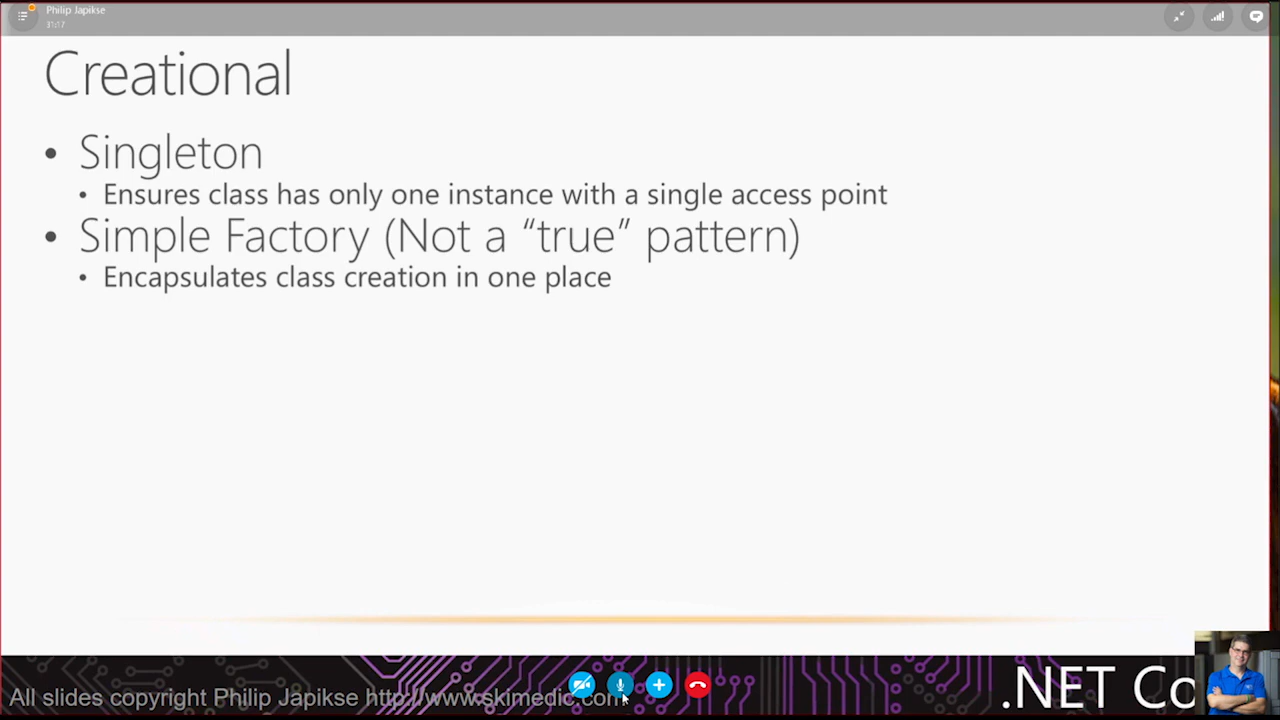 Philip Japikse
31:17
Creational
• Singleton
• Ensures class has only one instance with a single access point
• Simple Factory (Not a “true” pattern)
• Encapsulates class creation in one place
All slides copyright Philip Japikse http://www.skimedic.com
.NET Co